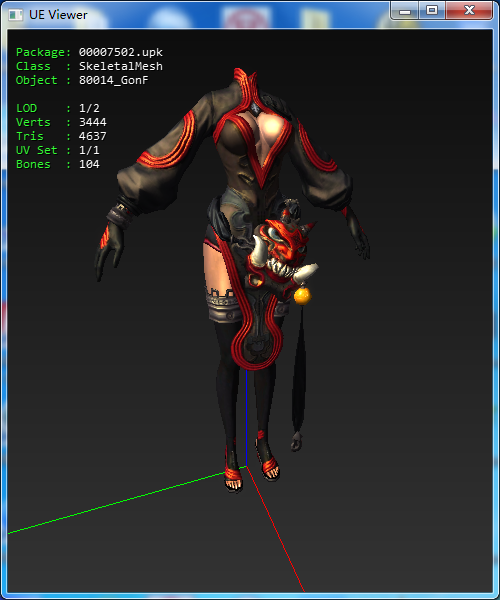 UE Viewer
Package: 00007502.upk
Class : SkeletalMesh
Object : 80014_GonF
LOD : 1/2
Verts : 3444
Tris : 4637
UV Set : 1/1
Bones : 104